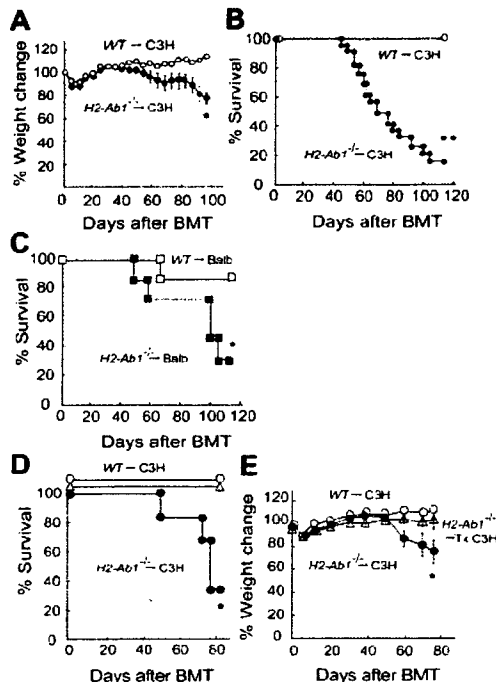 A
% Weight change
120
100
80
60
40
20
0
WT → C3H
H2-Ab1-/- → C3H
*
0 20 40 60 80 100
Days after BMT
B
% Survival
100
80
60
40
20
0
WT → C3H
H2-Ab1-/- → C3H
**
0 20 40 60 80 100 120
Days after BMT
C
% Survival
100
80
60
40
20
0
WT → Balb
H2-Ab1-/- → Balb
*
0 20 40 60 80 100 120
Days after BMT
D
% Survival
100
80
60
40
20
0
WT → C3H
H2-Ab1-/- → C3H
*
0 20 40 60 80
Days after BMT
E
% Weight change
120
100
80
60
40
20
0
WT → C3H
H2-Ab1-/-
C3H
H2-Ab1-/- → C3H
*
0 20 40 60 80
Days after BMT